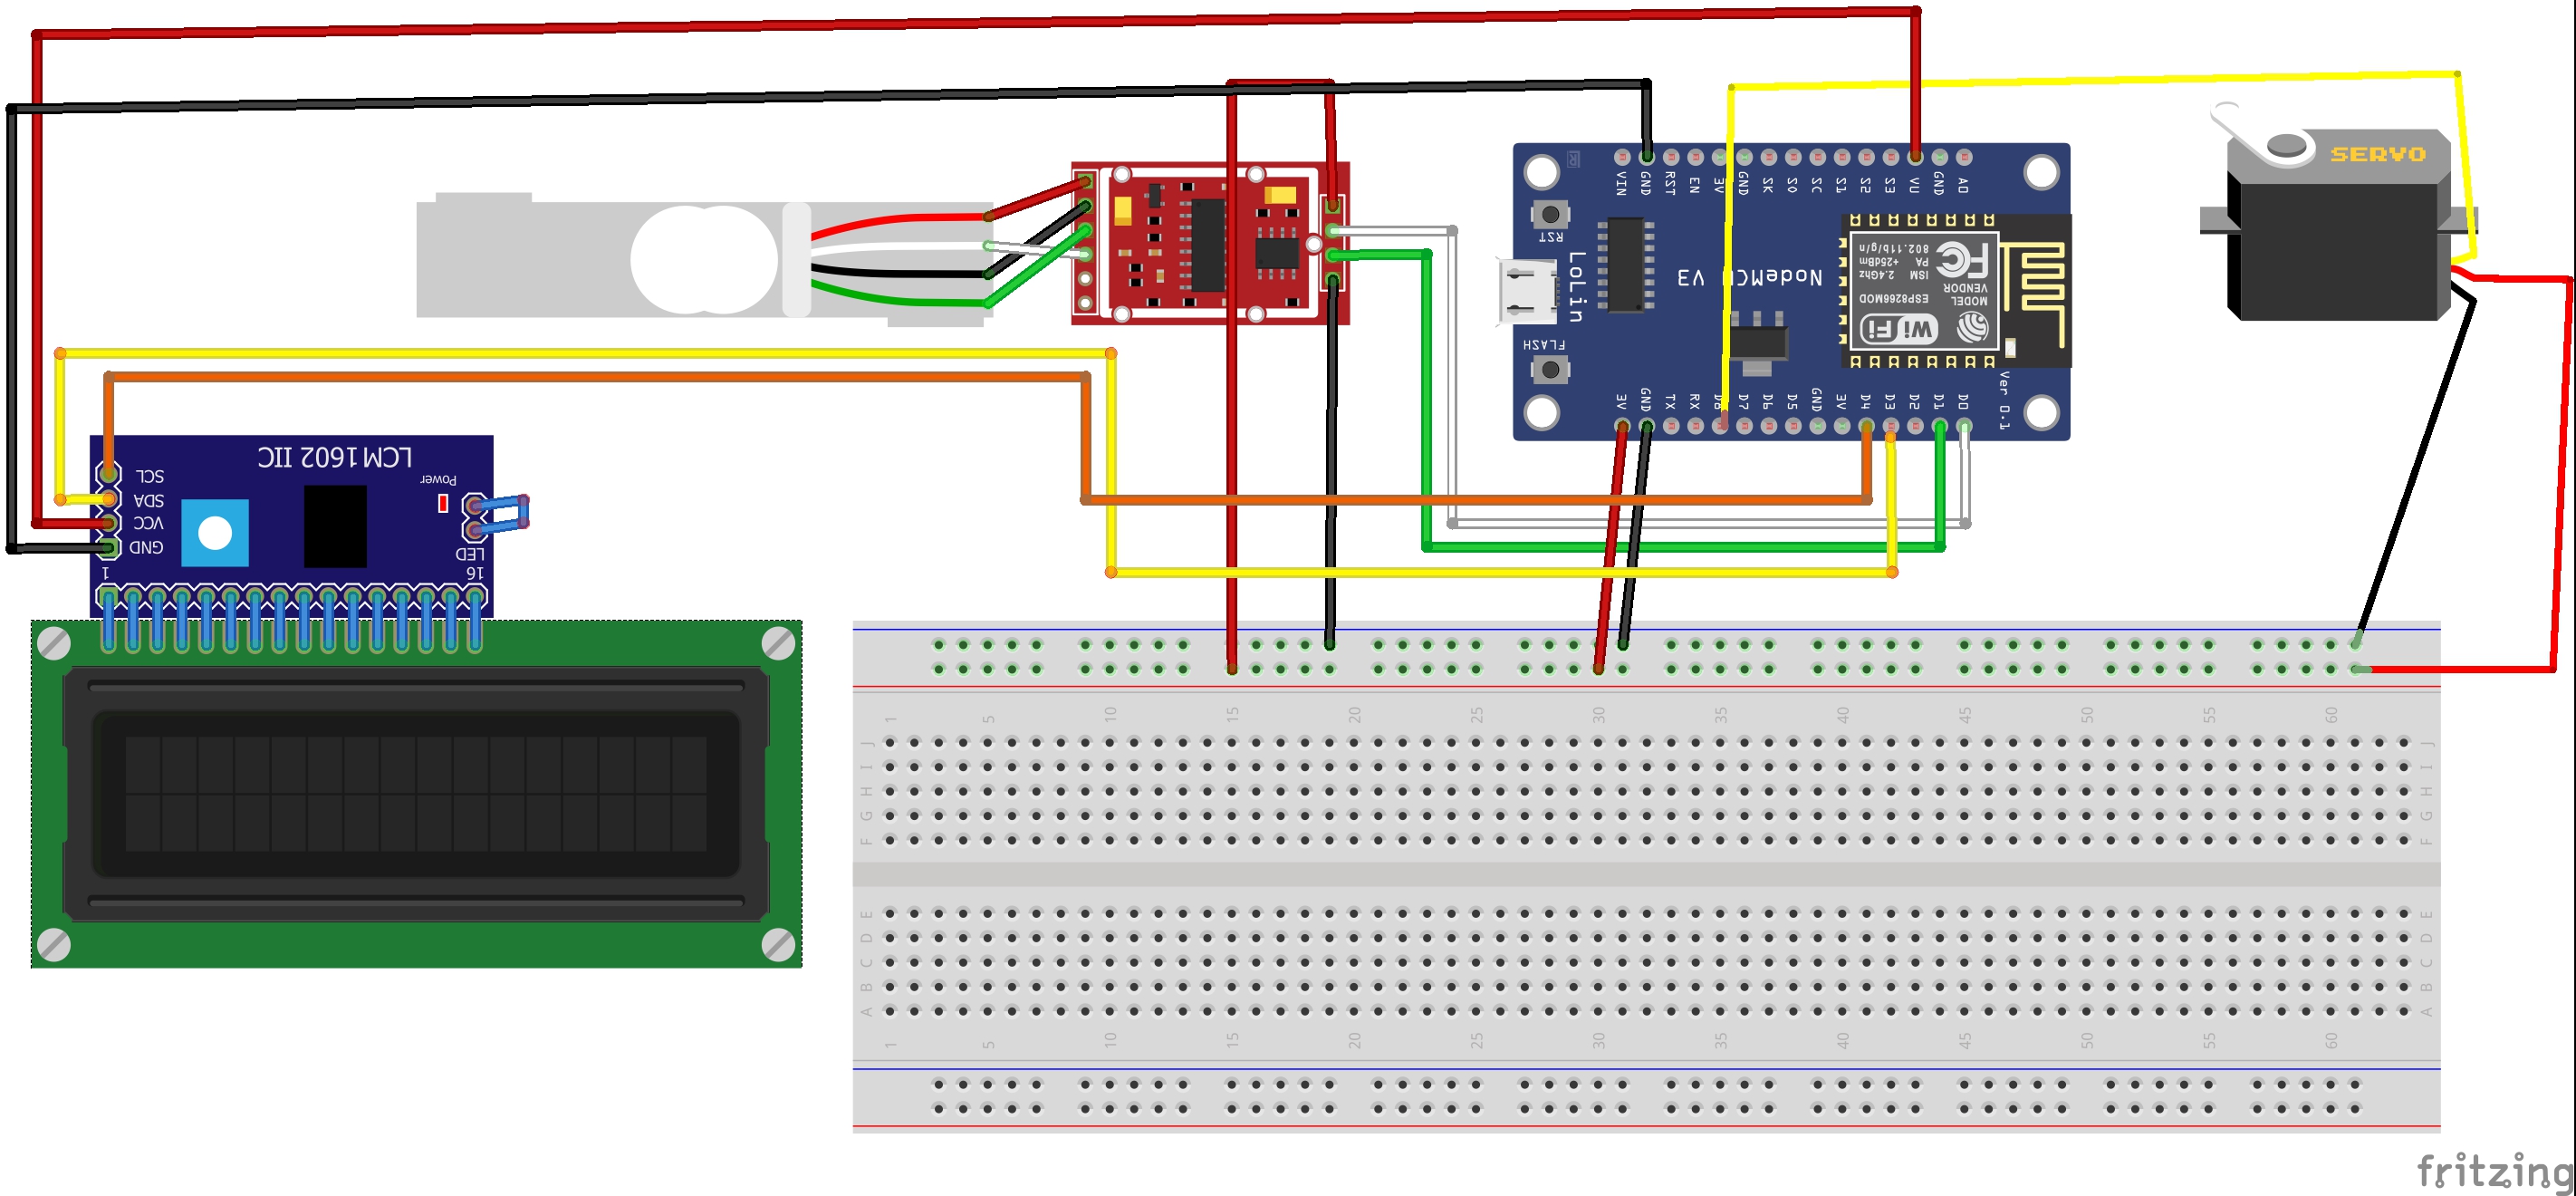 SERVO
VIN GND RST EN 3V GND SK SO SC S1 S2 S3 VU GND AO
RST
LoLin
NodeMCU V3
802.11b/g/n
PA +25dBm
ISM 2.4Ghz
ESP8266MOD
FC
VENDOR
MODEL
WiFi
FLASH
Ver 0.1
3V GND TX RX D8 D7 D6 D5 GND 3V D4 D3 D2 D1 D0
LCM1602 IIC
SCL
SDA
VCC
GND
Power
LED
1 16
1 5 10 15 20 25 30 35 40 45 50 55 60
J J
I I
H H
G G
F F
E E
D D
C C
B B
A A
1 5 10 15 20 25 30 35 40 45 50 55 60
fritzing